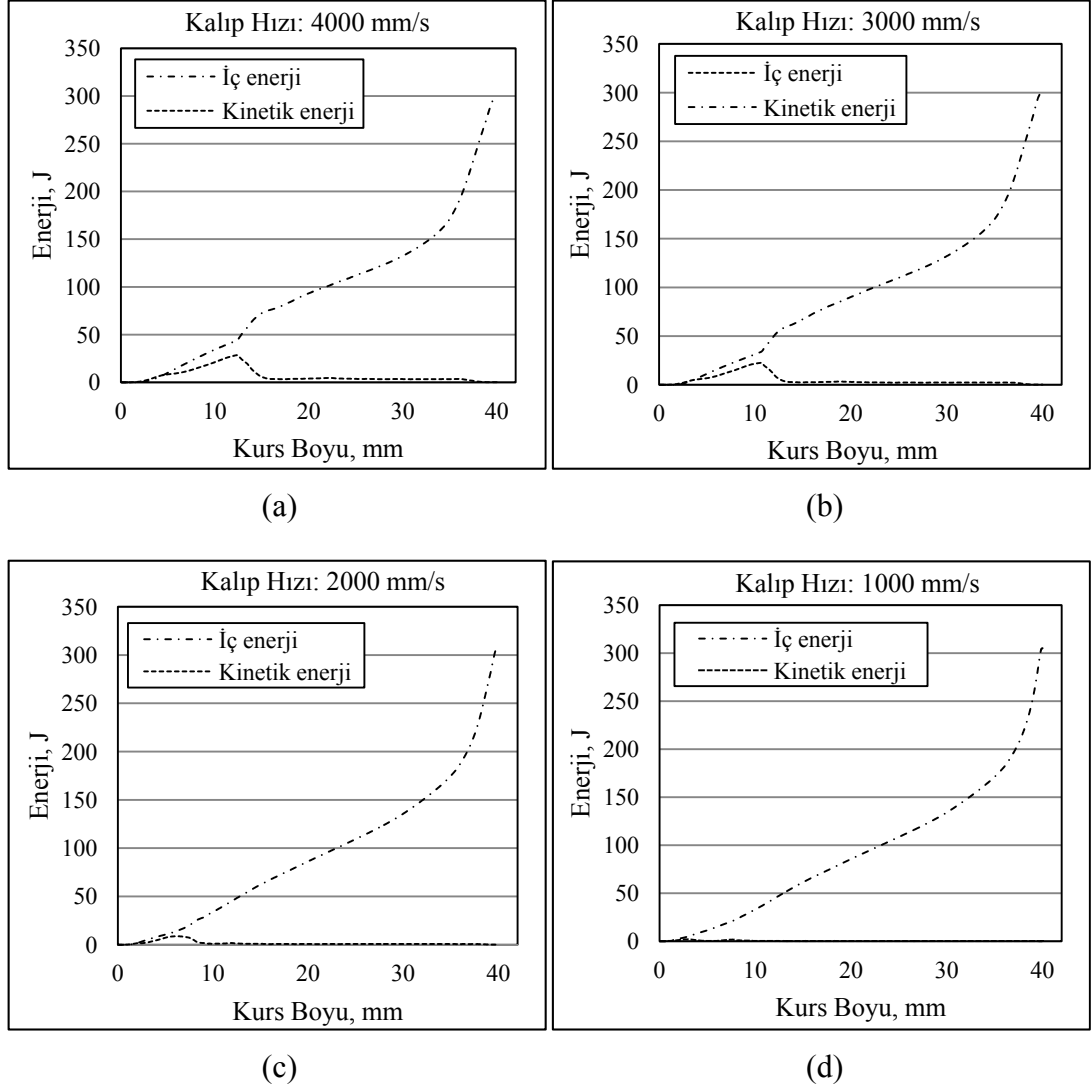 Kalıp Hızı: 4000 mm/s
350
300
250
200
150
100
50
0
Enerji, J
İç enerji
Kinetik enerji
0 10 20 30 40
Kurs Boyu, mm
(a)
Kalıp Hızı: 3000 mm/s
350
300
250
200
150
100
50
0
Enerji, J
İç enerji
Kinetik enerji
0 10 20 30 40
Kurs Boyu, mm
(b)
Kalıp Hızı: 2000 mm/s
350
300
250
200
150
100
50
0
Enerji, J
İç enerji
Kinetik enerji
0 10 20 30 40
Kurs Boyu, mm
(c)
Kalıp Hızı: 1000 mm/s
350
300
250
200
150
100
50
0
Enerji, J
İç enerji
Kinetik enerji
0 10 20 30 40
Kurs Boyu, mm
(d)